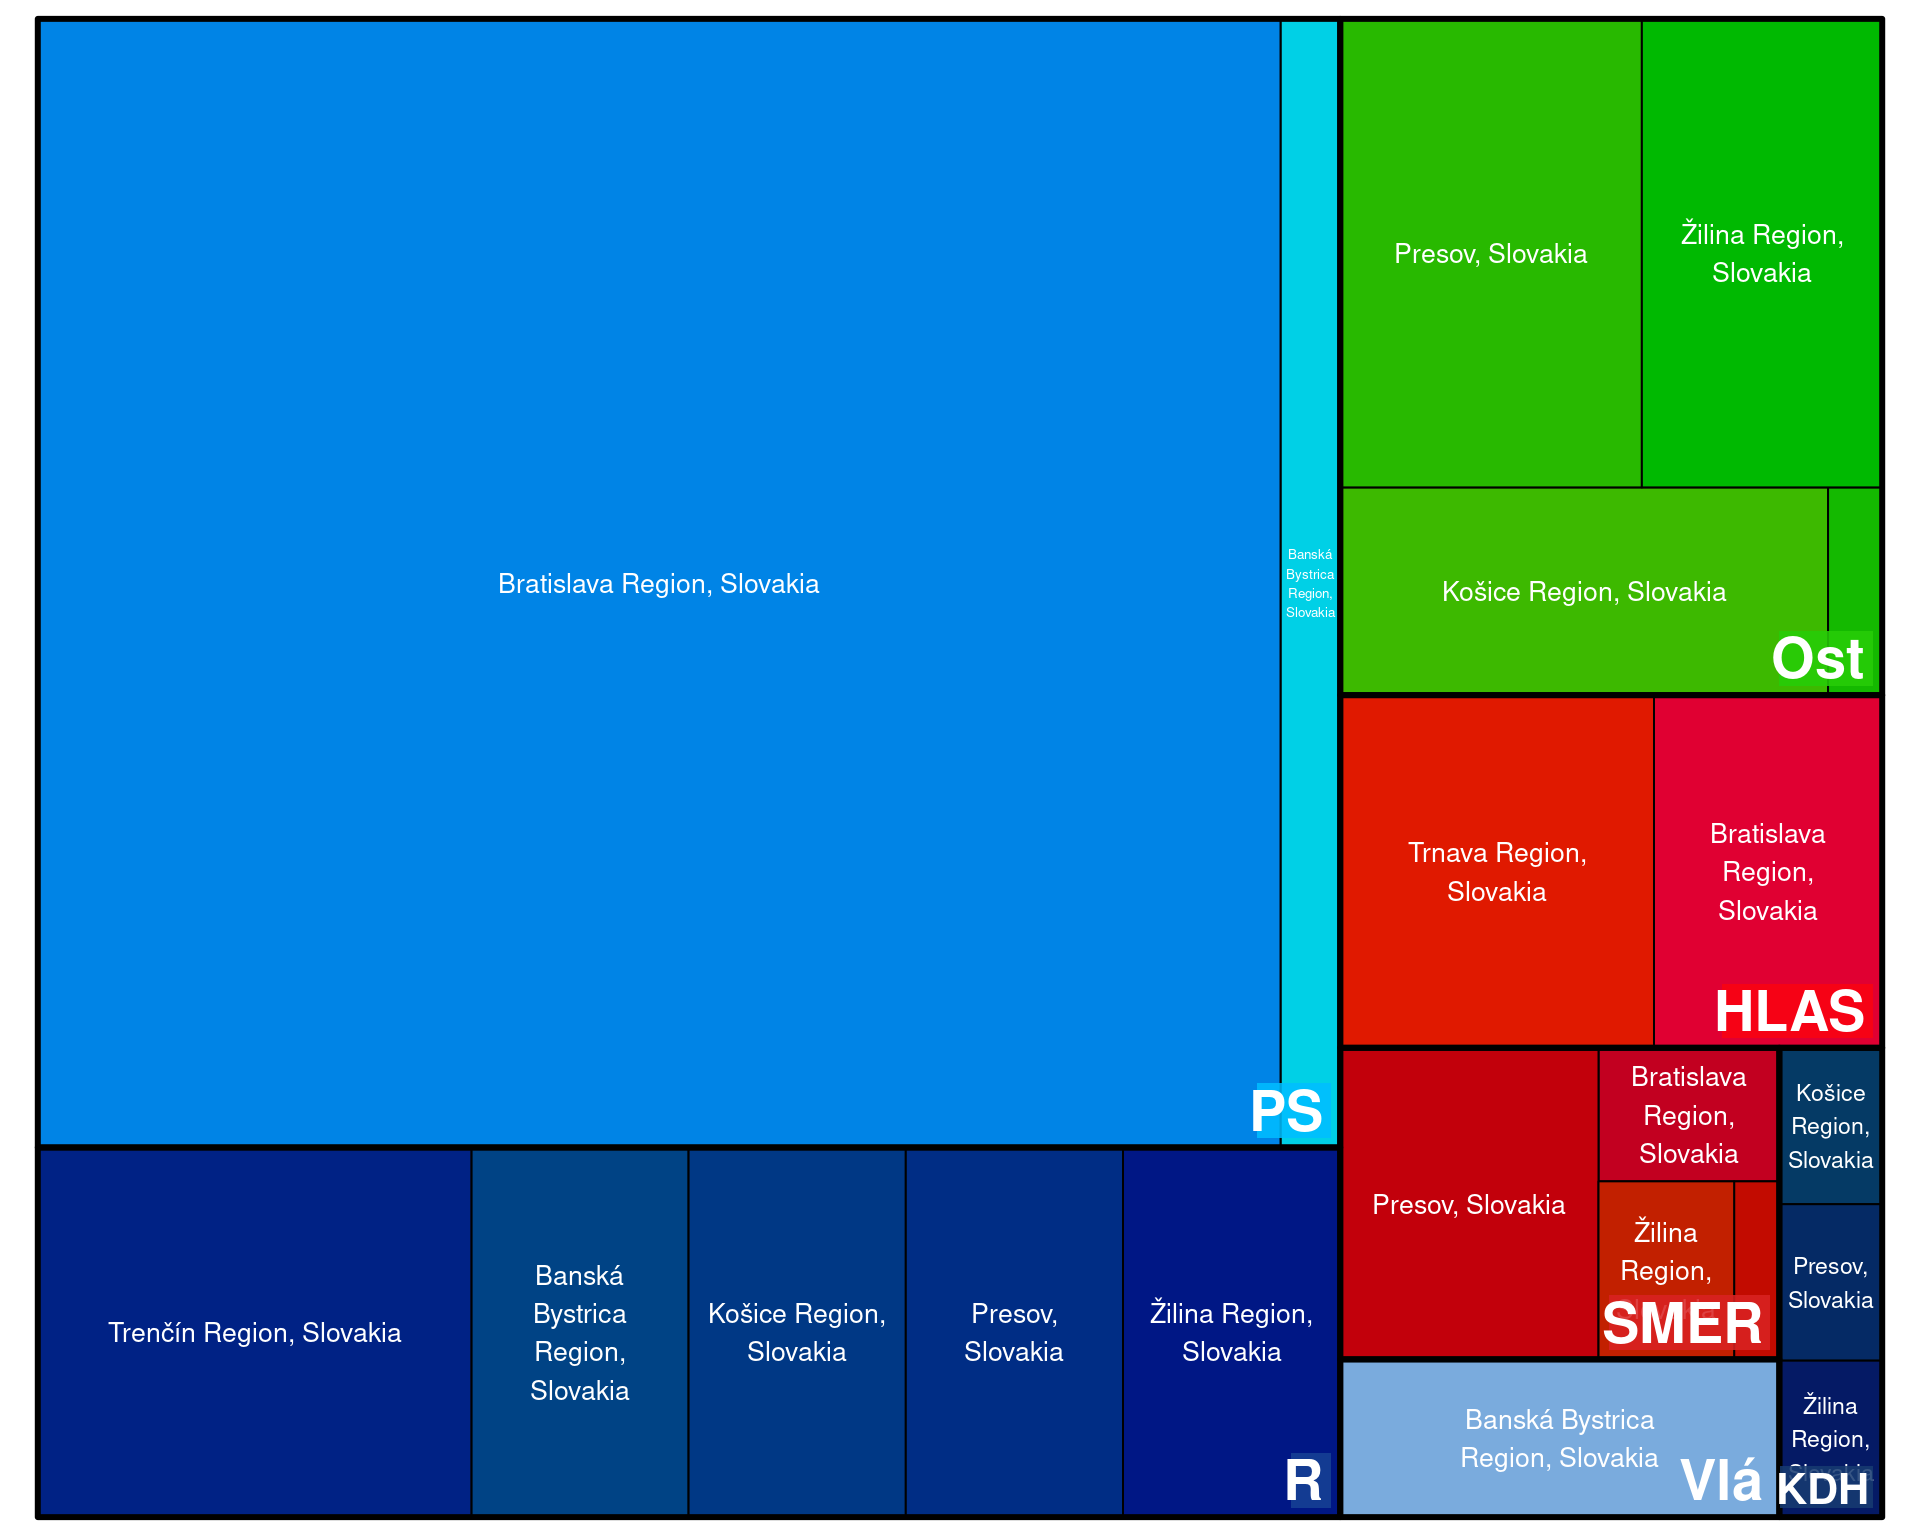 Bratislava Region, Slovakia
Banská
Bystrica
Region,
Slovakia
PS
Trenčín Region, Slovakia
Banská
Bystrica
Region,
Slovakia
Košice Region,
Slovakia
Presov,
Slovakia
Žilina Region,
Slovakia
R
Presov, Slovakia
Žilina Region,
Slovakia
Košice Region, Slovakia
Ost
Trnava Region,
Slovakia
Bratislava
Region,
Slovakia
HLAS
Presov, Slovakia
Bratislava
Region,
Slovakia
Žilina
Region,
SMER
Banská Bystrica
Region, Slovakia
Vlá
Košice
Region,
Slovakia
Presov,
Slovakia
Žilina
Region,
Slovakia
KDH